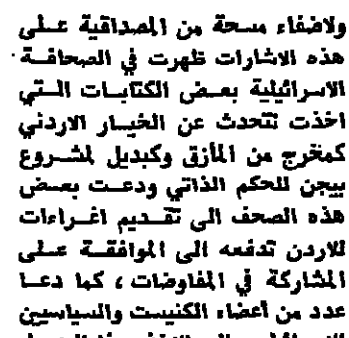 ولاضفاء مسحة من المصداقية على
هذه الاشارات ظهرت في الصحافة
الاسرائيلية بعض الكتابات التي
اخذت تتحدث عن الخيار الاردني
كمخرج من المأزق وكبديل لمشروع
بيجن للحكم الذاتي ودعت بعض
هذه الصحف الى تقديم اغراءات
للاردن تدفعه الى الموافقة على
المشاركة في المفاوضات ، كما دعا
عدد من أعضاء الكنيست والسياسيين